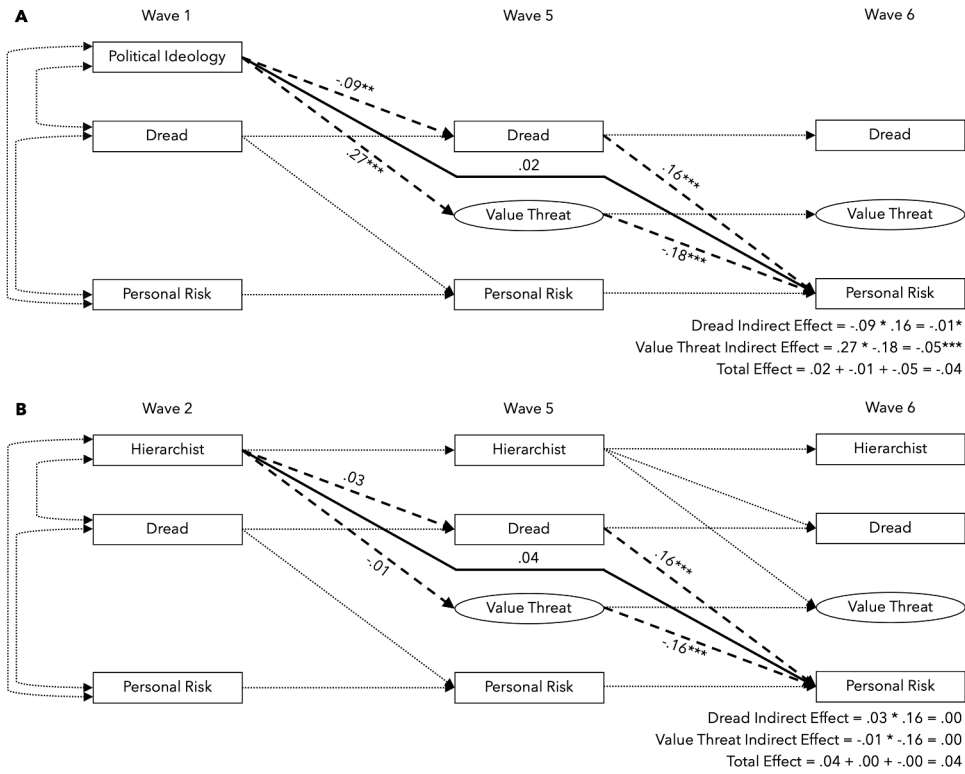 A
Wave 1
Wave 5
Wave 6
Political Ideology
-.09**
Dread
Dread
Dread
.27***
.02
.16***
Value Threat
Value Threat
-.18***
Personal Risk
Personal Risk
Personal Risk
Dread Indirect Effect = -.09 * .16 = -.01*
Value Threat Indirect Effect = .27 * -.18 = -.05***
Total Effect = .02 + -.01 + -.05 = -.04
B
Wave 2
Wave 5
Wave 6
Hierarchist
Hierarchist
Hierarchist
.03
Dread
Dread
Dread
-.01
.04
.16***
Value Threat
Value Threat
-.16***
Personal Risk
Personal Risk
Personal Risk
Dread Indirect Effect = .03 * .16 = .00
Value Threat Indirect Effect = -.01 * -.16 = .00
Total Effect = .04 + .00 + -.00 = .04